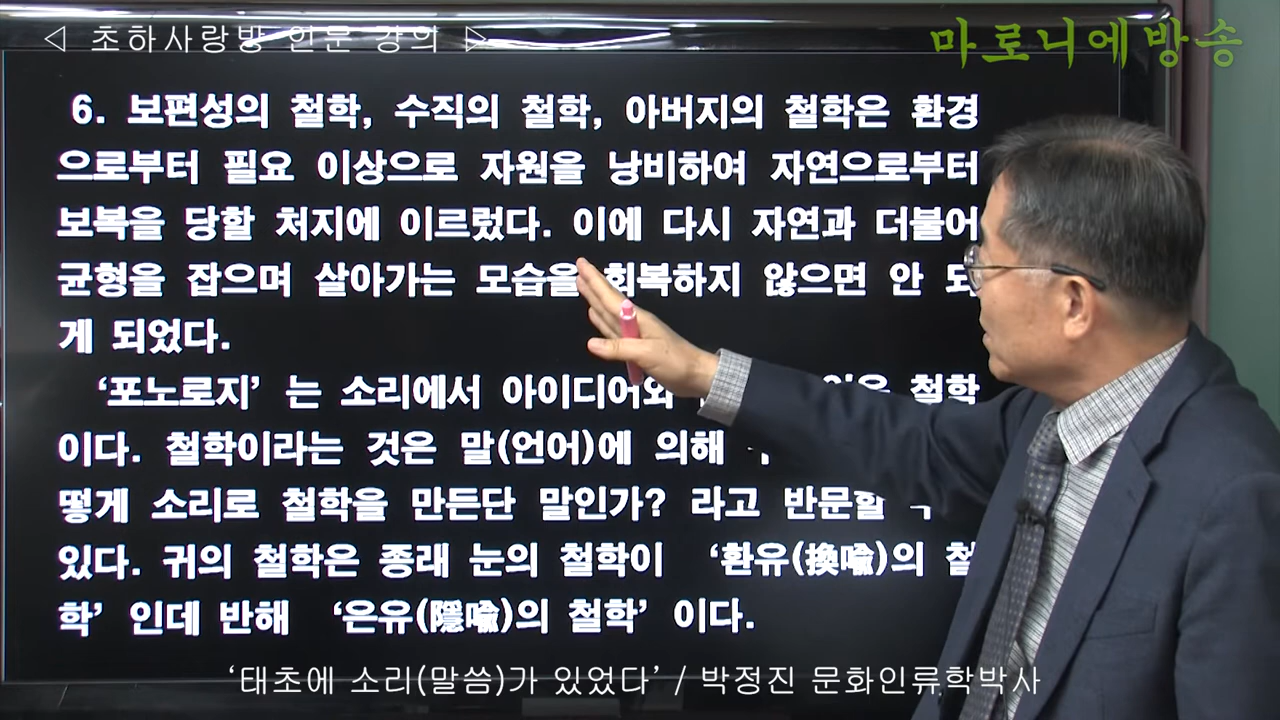 ◁ 초하사랑방 인문 강의 ▷
마로니에방송
6. 보편성의 철학, 수직의 철학, 아버지의 철학은 환경
으로부터 필요 이상으로 자원을 낭비하여 자연으로부터
보복을 당할 처지에 이르렀다. 이에 다시 자연과 더불어
균형을 잡으며 살아가는 모습을 회복하지 않으면 안 되
게 되었다.
‘포노로지’ 는 소리에서 아이디어와 철학
이다. 철학이라는 것은 말(언어)에 의해
떻게 소리로 철학을 만든단 말인가? 라고 반문할
있다. 귀의 철학은 종래 눈의 철학이 ‘환유(換喩)의 철
학’ 인데 반해 ‘은유(隱喩)의 철학’ 이다.
‘태초에 소리(말씀)가 있었다’ / 박정진 문화인류학박사